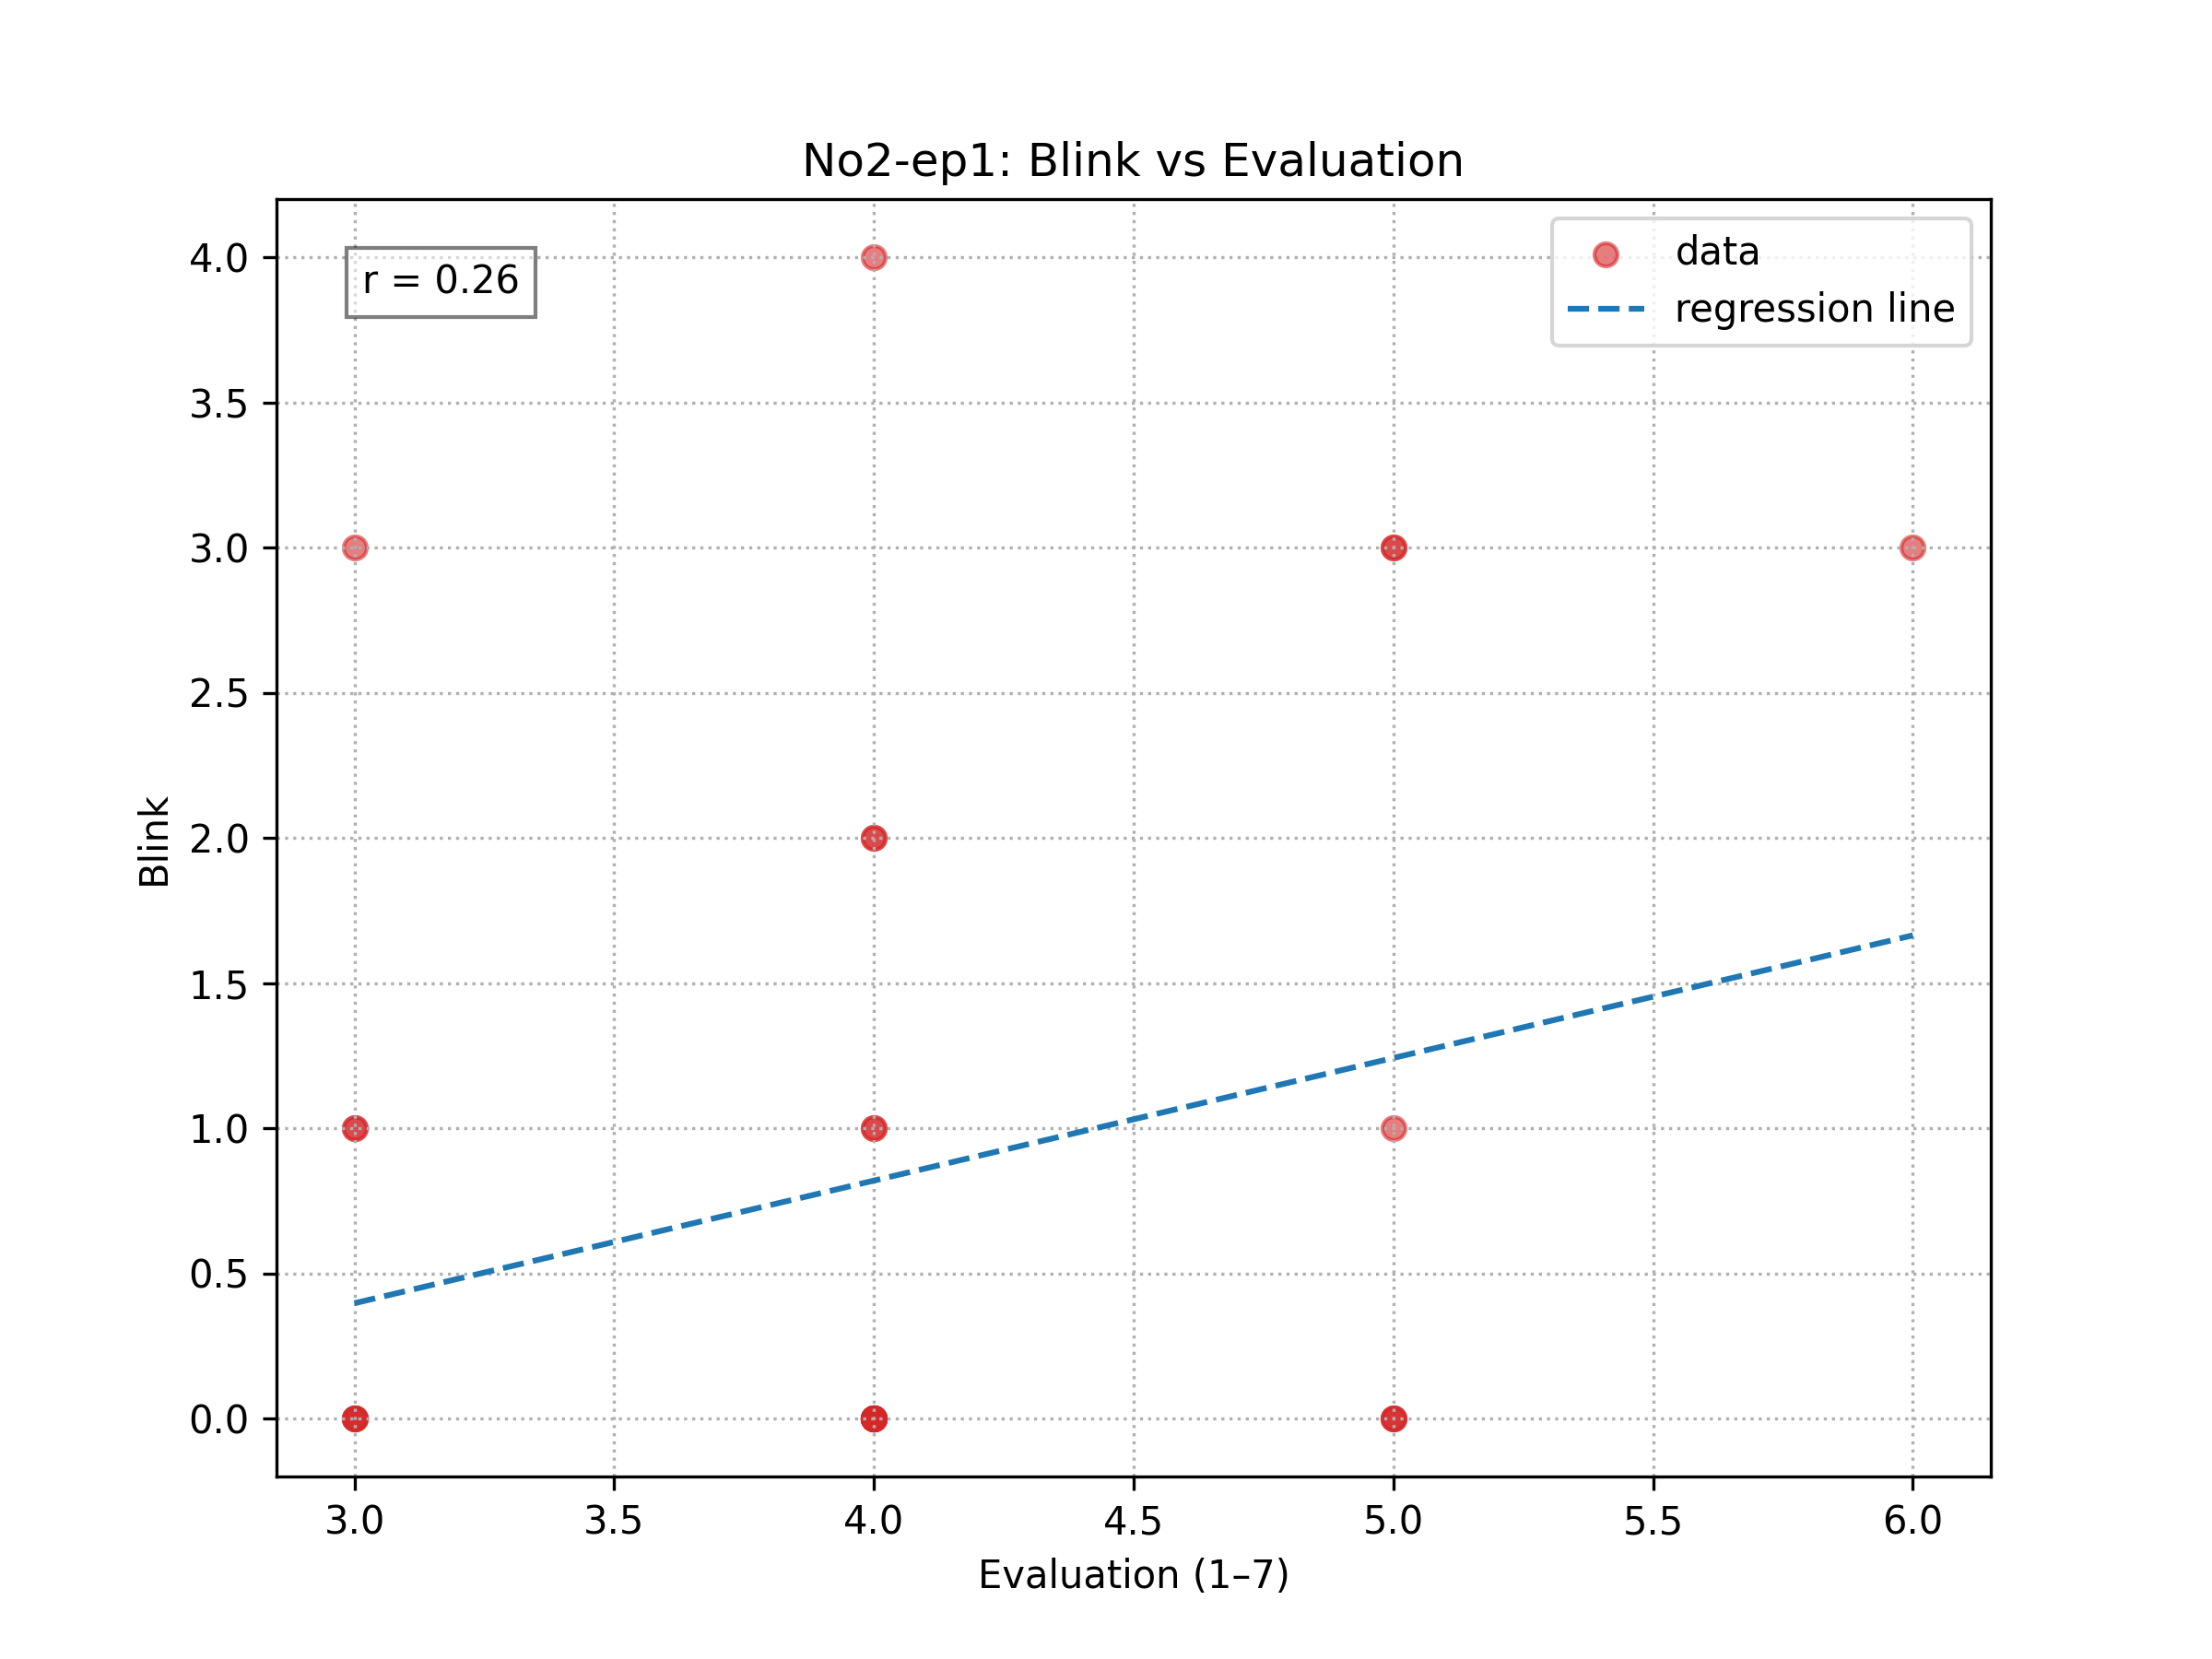 No2-ep1: Blink vs Evaluation
r = 0.26
data
regression line
Blink
4.0
3.5
3.0
2.5
2.0
1.5
1.0
0.5
0.0
3.0 3.5 4.0 4.5 5.0 5.5 6.0
Evaluation (1–7)